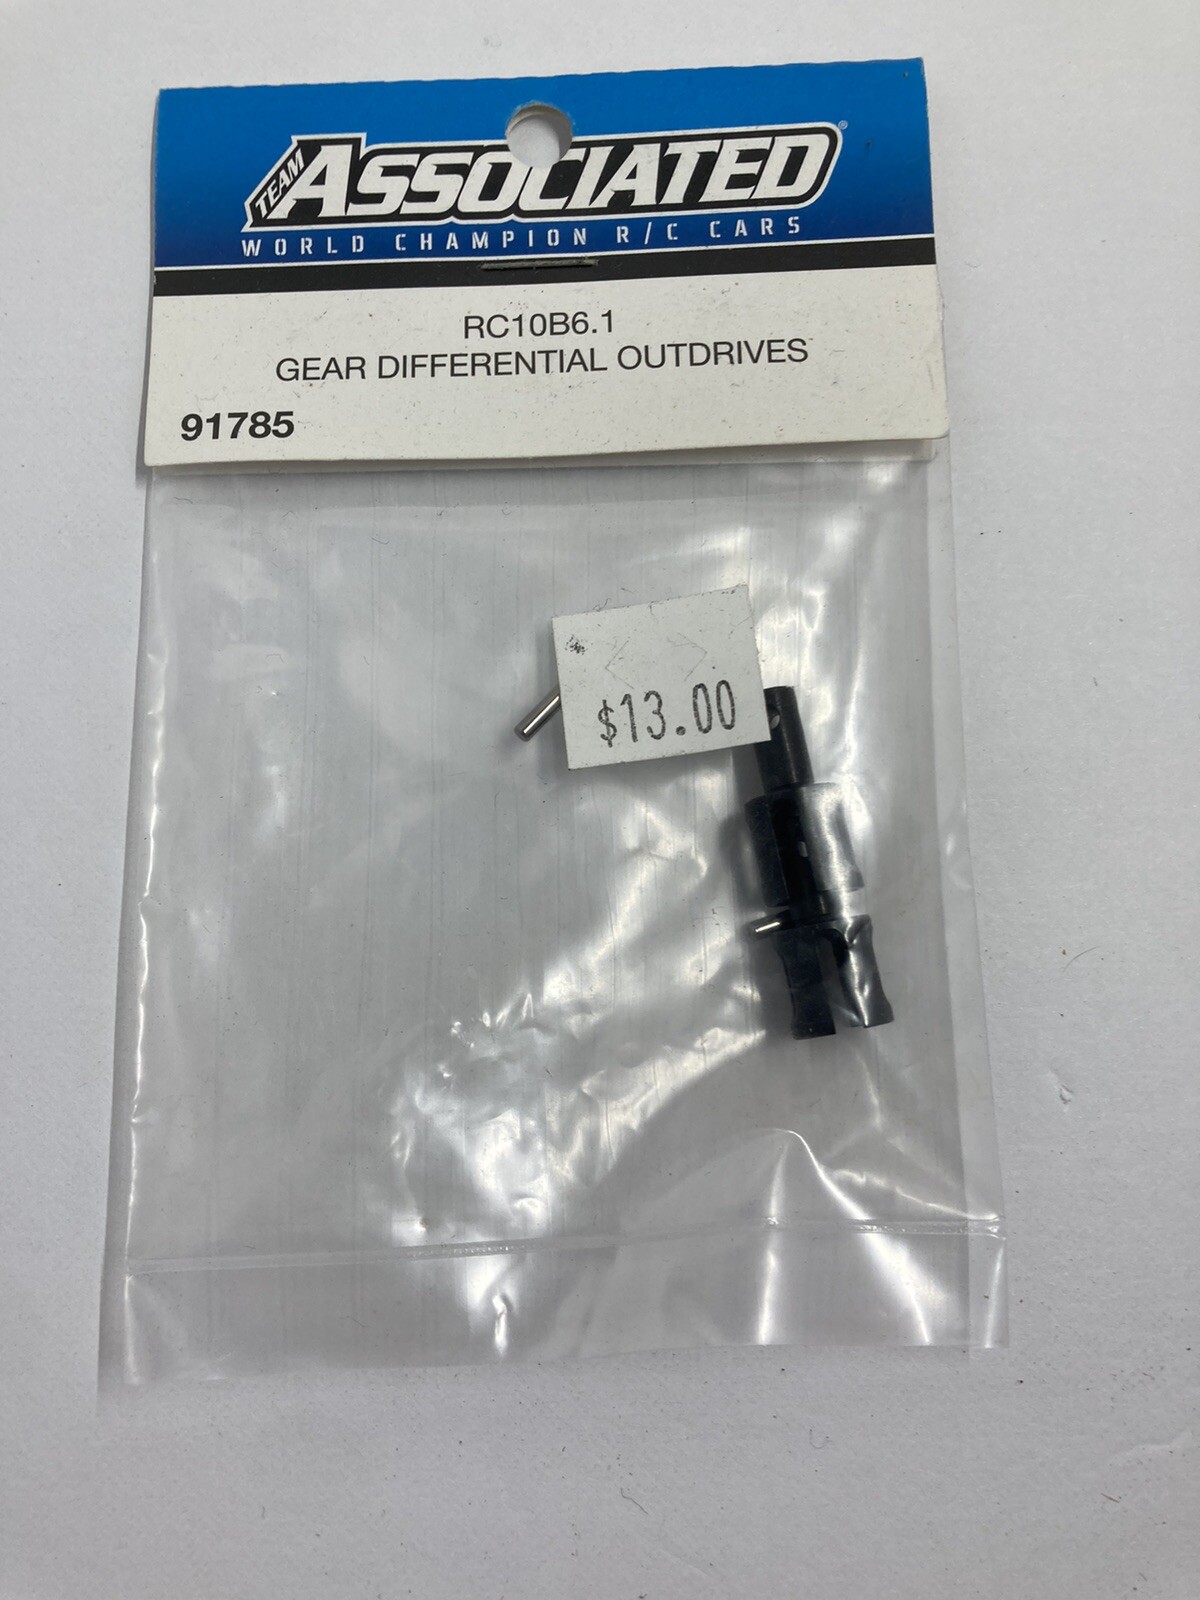 TEAM ASSOCIATED®
WORLD CHAMPION R/C CARS
RC10B6.1
GEAR DIFFERENTIAL OUTDRIVES
91785
$13.00